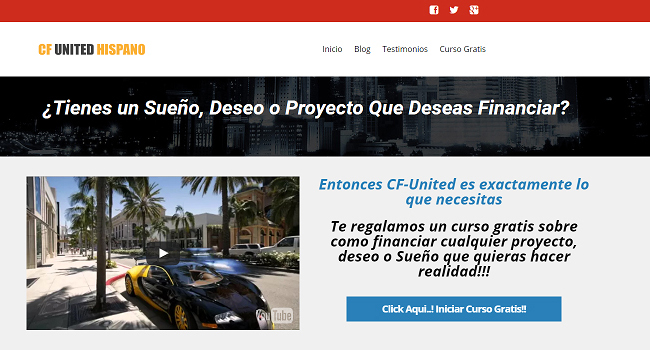 CF UNITED HISPANO
Inicio Blog Testimonios Curso Gratis
¿Tienes un Sueño, Deseo o Proyecto Que Deseas Financiar?
Entonces CF-United es exactamente lo
que necesitas
Te regalamos un curso gratis sobre
como financiar cualquier proyecto,
deseo o Sueño que quieras hacer
realidad!!!
YouTube
Click Aqui..! Iniciar Curso Gratis!!